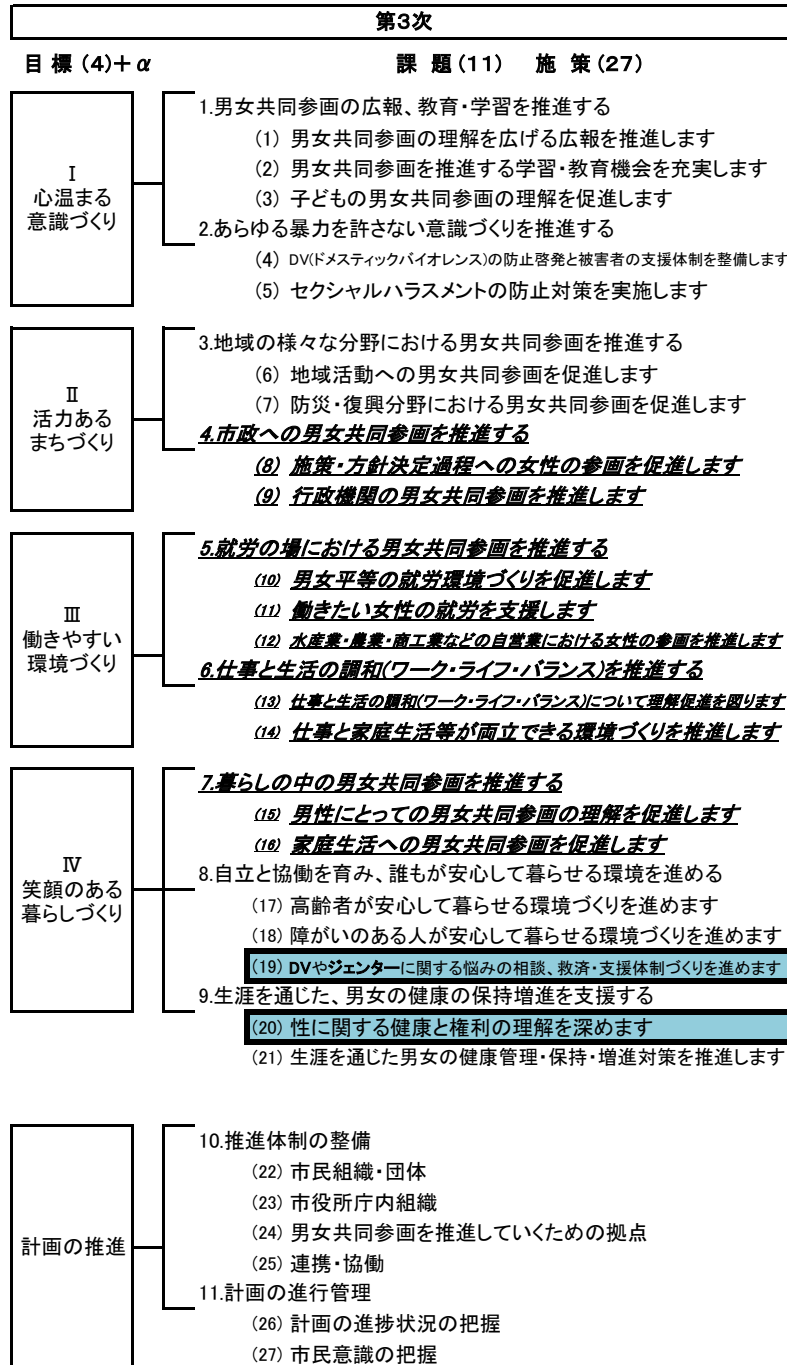 第3次
目標(4)+α
課題(11) 施策(27)
Ⅰ
心温まる
意識づくり
1.男女共同参画の広報、教育・学習を推進する
(1) 男女共同参画の理解を広げる広報を推進します
(2) 男女共同参画を推進する学習・教育機会を充実します
(3) 子どもの男女共同参画の理解を促進します
2.あらゆる暴力を許さない意識づくりを推進する
(4) DV(ドメスティックバイオレンス)の防止啓発と被害者の支援体制を整備します
(5) セクシャルハラスメントの防止対策を実施します
Ⅱ
活力ある
まちづくり
3.地域の様々な分野における男女共同参画を推進する
(6) 地域活動への男女共同参画を促進します
(7) 防災・復興分野における男女共同参画を促進します
4.市政への男女共同参画を推進する
(8) 施策・方針決定過程への女性の参画を促進します
(9) 行政機関の男女共同参画を推進します
Ⅲ
働きやすい
環境づくり
5.就労の場における男女共同参画を推進する
(10) 男女平等の就労環境づくりを促進します
(11) 働きたい女性の就労を支援します
(12) 水産業・農業・商工業などの自営業における女性の参画を推進します
6.仕事と生活の調和(ワーク・ライフ・バランス)を推進する
(13) 仕事と生活の調和(ワーク・ライフ・バランス)について理解促進を図ります
(14) 仕事と家庭生活等が両立できる環境づくりを推進します
Ⅳ
笑顔のある
暮らしづくり
7.暮らしの中の男女共同参画を推進する
(15) 男性にとっての男女共同参画の理解を促進します
(16) 家庭生活への男女共同参画を促進します
8.自立と協働を育み、誰もが安心して暮らせる環境を進める
(17) 高齢者が安心して暮らせる環境づくりを進めます
(18) 障がいのある人が安心して暮らせる環境づくりを進めます
(19) DVやジェンターに関する悩みの相談、救済・支援体制づくりを進めます
9.生涯を通じた、男女の健康の保持増進を支援する
(20) 性に関する健康と権利の理解を深めます
(21) 生涯を通じた男女の健康管理・保持・増進対策を推進します
計画の推進
10.推進体制の整備
(22) 市民組織・団体
(23) 市役所庁内組織
(24) 男女共同参画を推進していくための拠点
(25) 連携・協働
11.計画の進行管理
(26) 計画の進捗状況の把握
(27) 市民意識の把握